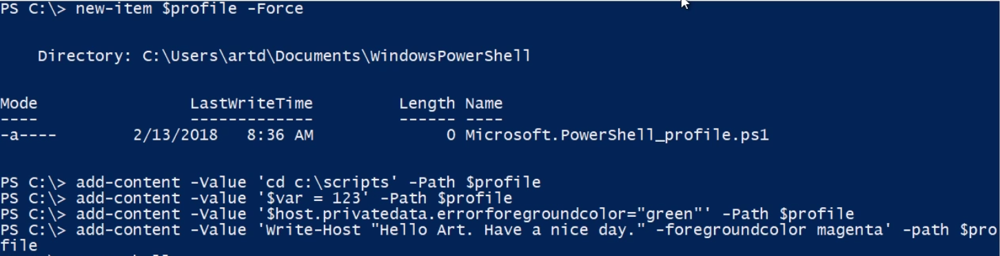 PS C:\> new-item $profile -Force
Directory: C:\Users\artd\Documents\WindowsPowerShell
Mode LastWriteTime Length Name
---- ------------- ------ ----
-a---- 2/13/2018 8:36 AM 0 Microsoft.PowerShell_profile.ps1
PS C:\> add-content -Value 'cd c:\scripts' -Path $profile
PS C:\> add-content -value '$var = 123' -Path $profile
PS C:\> add-content -Value '$host.privatedata.errorforegroundcolor="green"' -Path $profile
PS C:\> add-content -Value 'Write-Host "Hello Art. Have a nice day." -foregroundcolor magenta' -path $pro
file